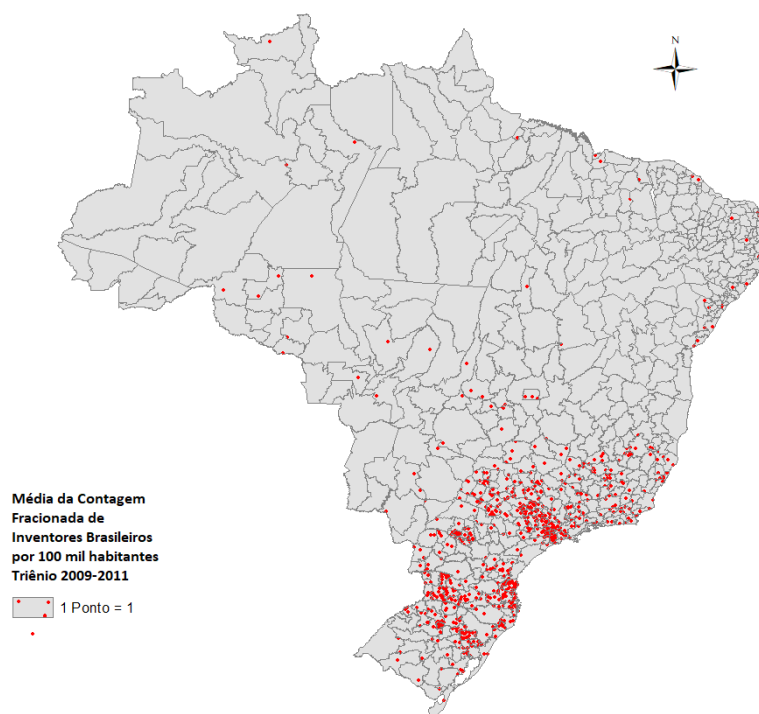 N
Média da Contagem
Fracionada de
Inventores Brasileiros
por 100 mil habitantes
Triênio 2009-2011
1 Ponto = 1